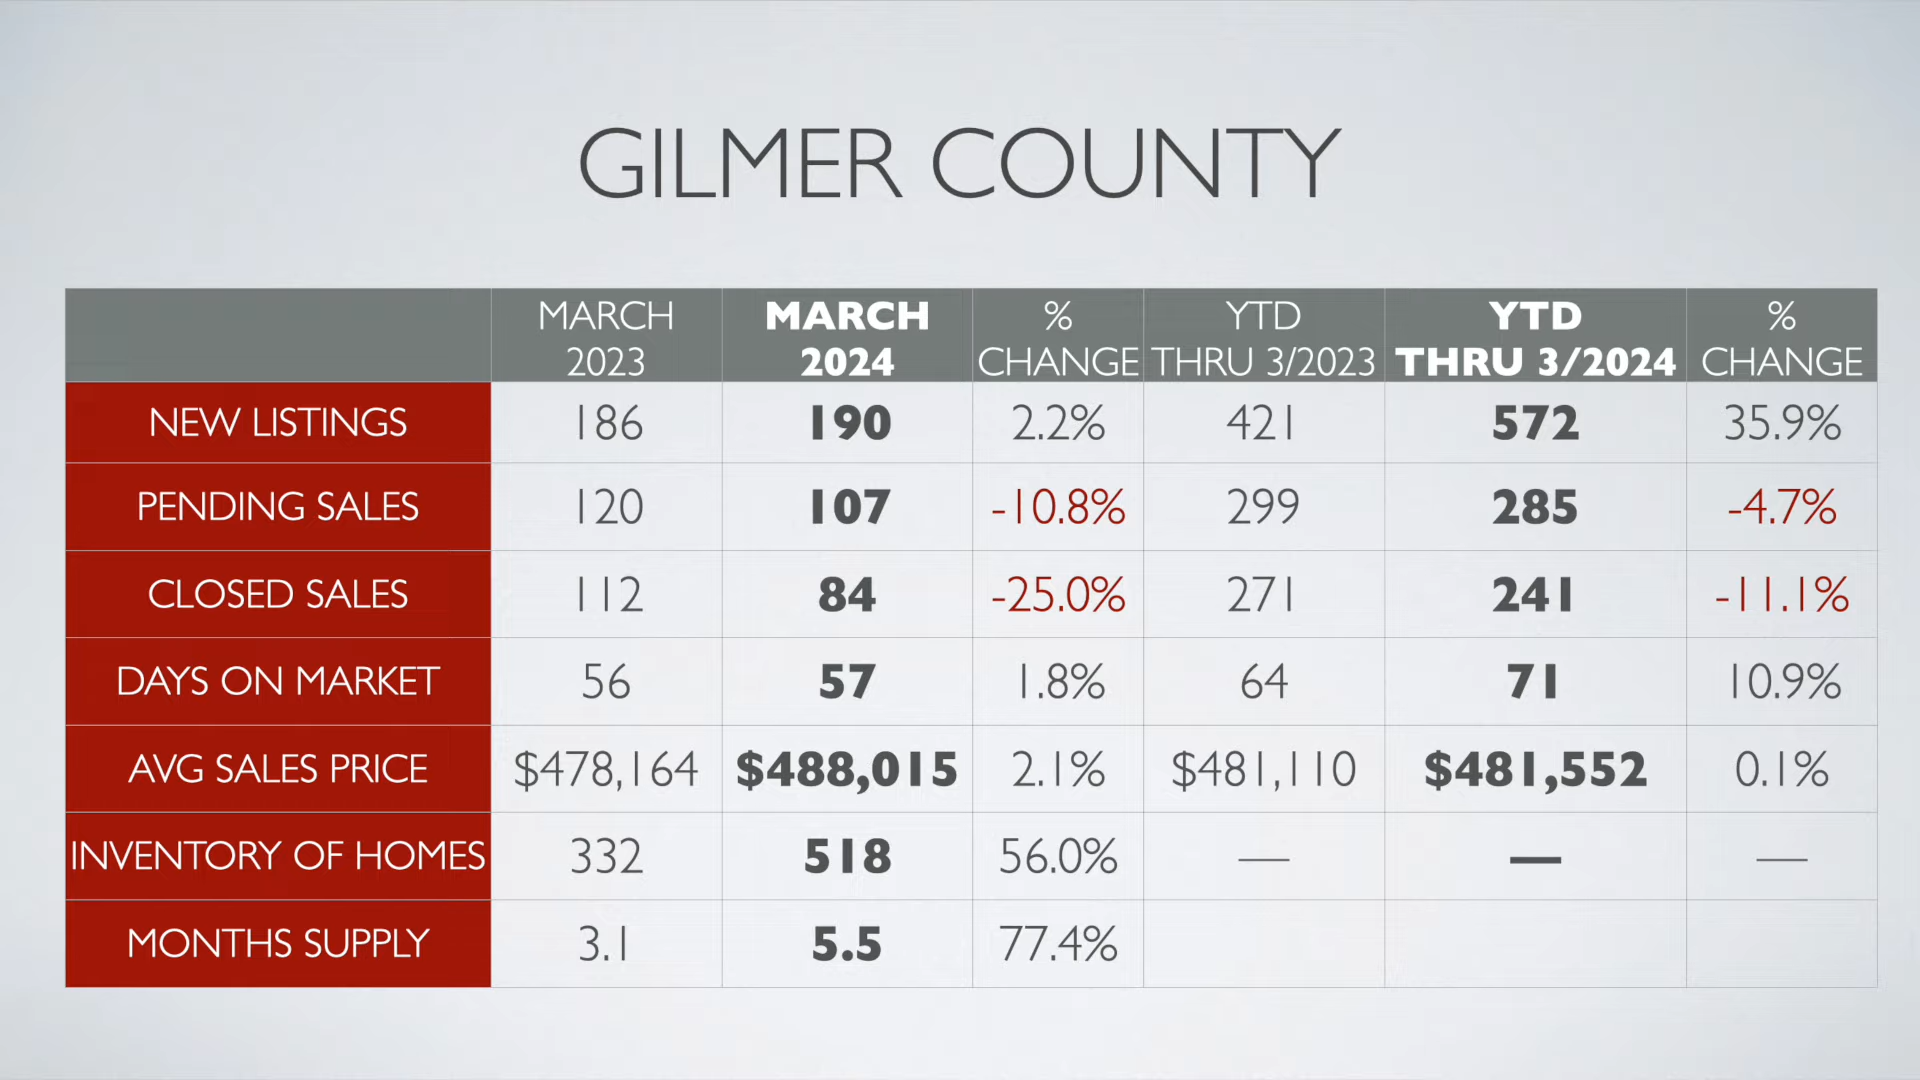 GILMER COUNTY
MARCH 2023 MARCH 2024 % CHANGE YTD THRU 3/2023 YTD THRU 3/2024 % CHANGE
NEW LISTINGS 186 190 2.2% 421 572 35.9%
PENDING SALES 120 107 -10.8% 299 285 -4.7%
CLOSED SALES 112 84 -25.0% 271 241 -11.1%
DAYS ON MARKET 56 57 1.8% 64 71 10.9%
AVG SALES PRICE $478,164 $488,015 2.1% $481,110 $481,552 0.1%
INVENTORY OF HOMES 332 518 56.0% — — —
MONTHS SUPPLY 3.1 5.5 77.4%